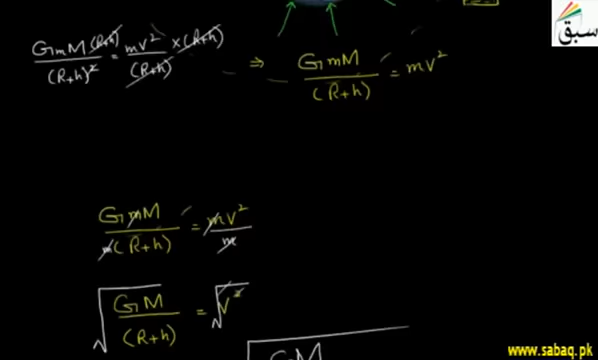 سبق
GmM(R+h)/(R+h)² = mV²/(R+h) × (R+h) ⇒ GmM/(R+h) = mV²
GmM/m(R+h) = mV²/m
√GM/(R+h) = √V²
GM
www.sabaq.pk